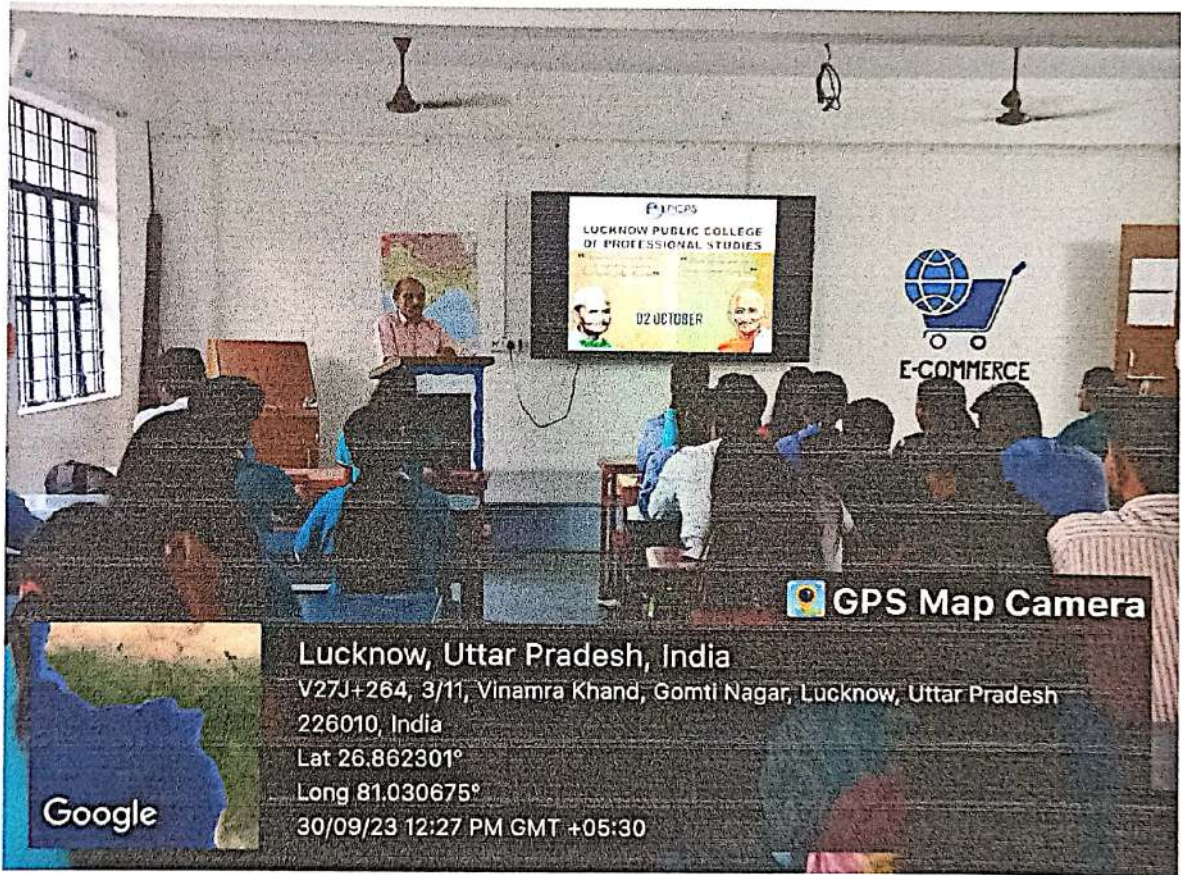 LUCKNOW PUBLIC COLLEGE
OF PROFESSIONAL STUDIES
02 OCTOBER
E-COMMERCE
GPS Map Camera
Lucknow, Uttar Pradesh, India
V27J+264, 3/11, Vinamra Khand, Gomti Nagar, Lucknow, Uttar Pradesh
226010, India
Lat 26.862301°
Long 81.030675°
30/09/23 12:27 PM GMT +05:30
Google